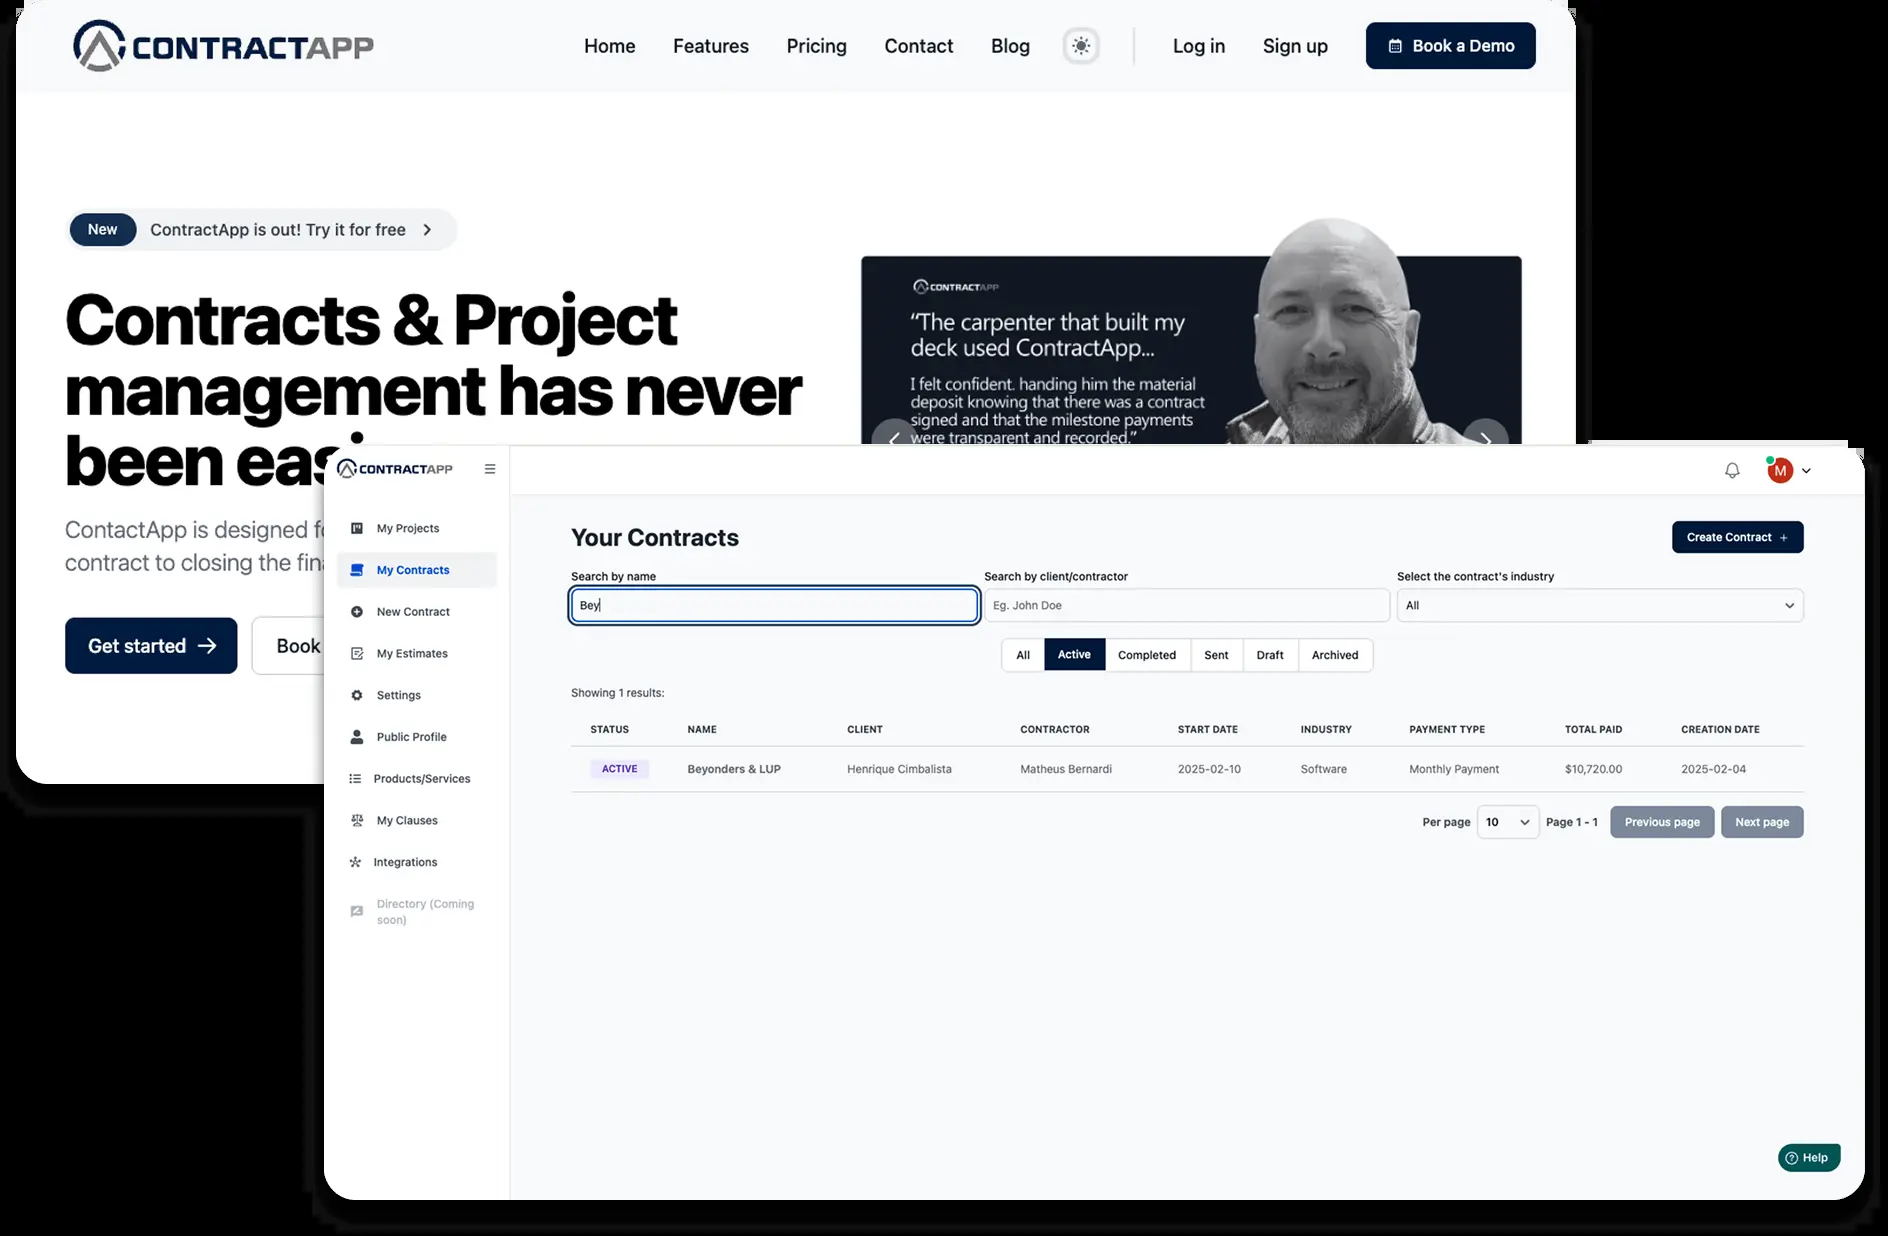 CONTRACTAPP
Home Features Pricing Contact Blog Log in Sign up Book a Demo
New ContractApp is out! Try it for free
Contracts & Project
management has never
been eas
ContactApp is designed fo
contract to closing the fina
Get started Book
CONTRACTAPP
“The carpenter that built my
deck used ContractApp...
I felt confident. handing him the material
deposit knowing that there was a contract
signed and that the milestone payments
were transparent and recorded.”
CONTRACTAPP
My Projects
My Contracts
New Contract
My Estimates
Settings
Public Profile
Products/Services
My Clauses
Integrations
Directory (Coming
soon)
M
Your Contracts
Create Contract +
Search by name Search by client/contractor Select the contract's industry
Bey Eg. John Doe All
All Active Completed Sent Draft Archived
Showing 1 results:
STATUS NAME CLIENT CONTRACTOR START DATE INDUSTRY PAYMENT TYPE TOTAL PAID CREATION DATE
ACTIVE Beyonders & LUP Henrique Cimbalista Matheus Bernardi 2025-02-10 Software Monthly Payment $10,720.00 2025-02-04
Per page 10 Page 1 - 1 Previous page Next page
Help